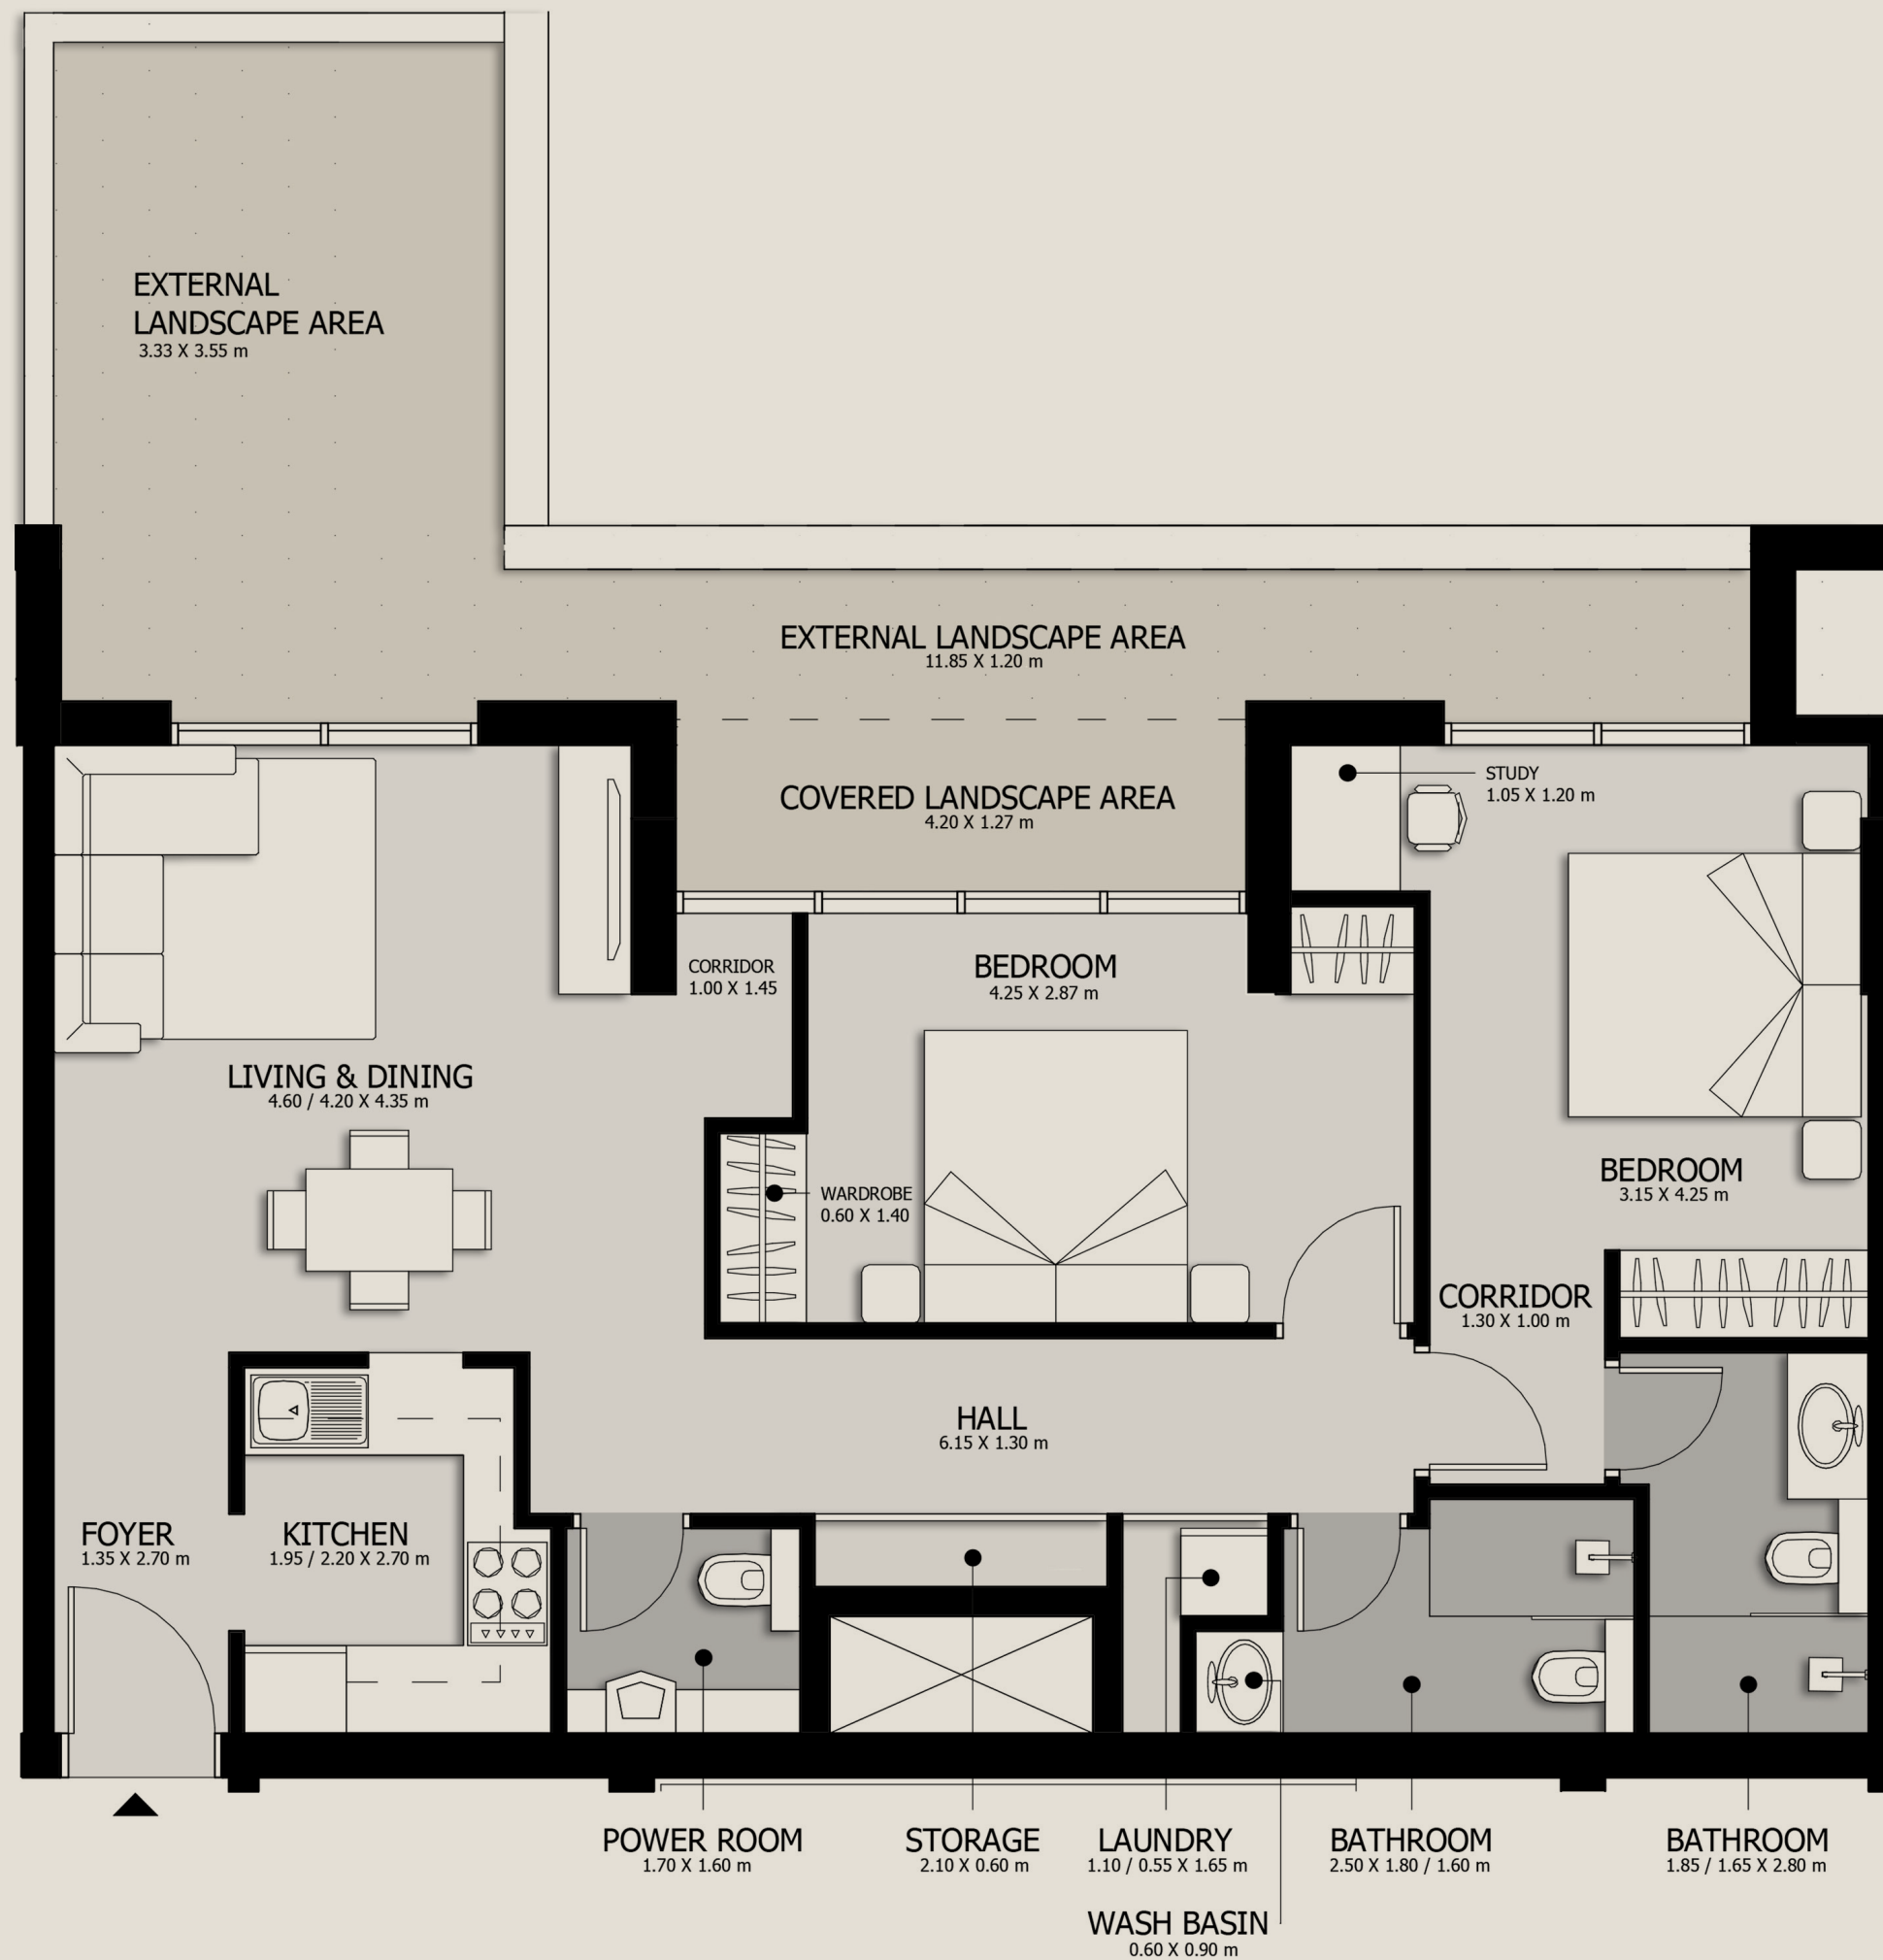 EXTERNAL
LANDSCAPE AREA
3.33 X 3.55 m
EXTERNAL LANDSCAPE AREA
11.85 X 1.20 m
COVERED LANDSCAPE AREA
4.20 X 1.27 m
STUDY
1.05 X 1.20 m
CORRIDOR
1.00 X 1.45
BEDROOM
4.25 X 2.87 m
LIVING & DINING
4.60 / 4.20 X 4.35 m
WARDROBE
0.60 X 1.40
BEDROOM
3.15 X 4.25 m
CORRIDOR
1.30 X 1.00 m
HALL
6.15 X 1.30 m
FOYER
1.35 X 2.70 m
KITCHEN
1.95 / 2.20 X 2.70 m
POWER ROOM
1.70 X 1.60 m
STORAGE
2.10 X 0.60 m
LAUNDRY
1.10 / 0.55 X 1.65 m
BATHROOM
2.50 X 1.80 / 1.60 m
BATHROOM
1.85 / 1.65 X 2.80 m
WASH BASIN
0.60 X 0.90 m